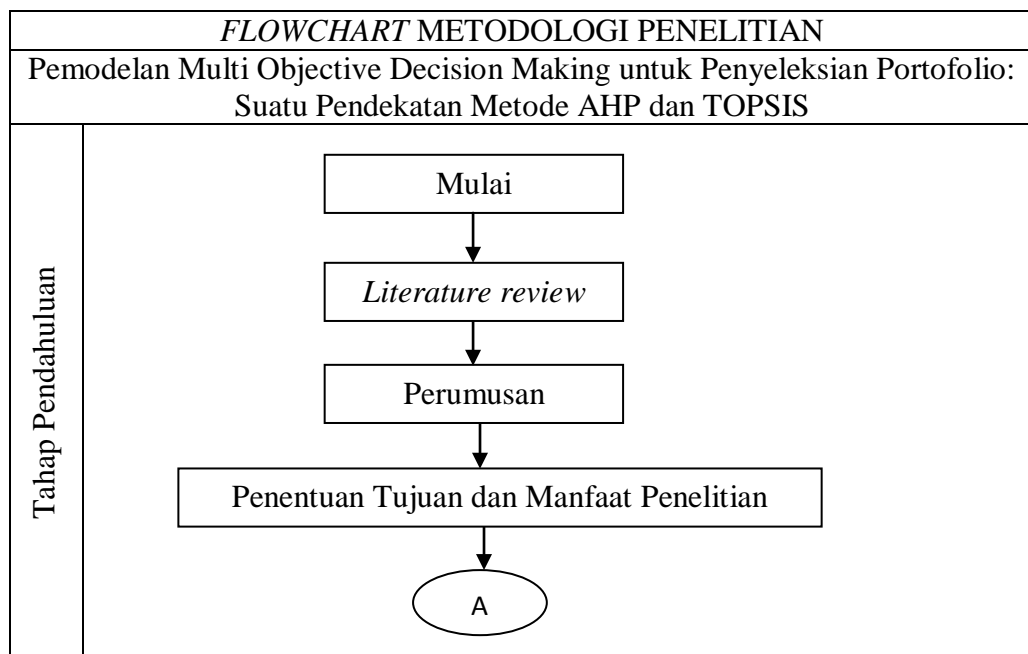 FLOWCHART METODOLOGI PENELITIAN
Pemodelan Multi Objective Decision Making untuk Penyeleksian Portofolio:
Suatu Pendekatan Metode AHP dan TOPSIS
Tahap Pendahuluan
Mulai
Literature review
Perumusan
Penentuan Tujuan dan Manfaat Penelitian
A